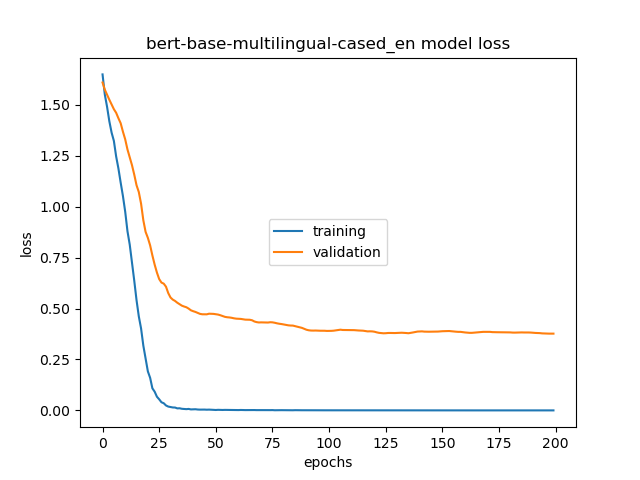 bert-base-multilingual-cased_en model loss
loss
1.50
1.25
1.00
0.75
0.50
0.25
0.00
training
validation
0 25 50 75 100 125 150 175 200
epochs